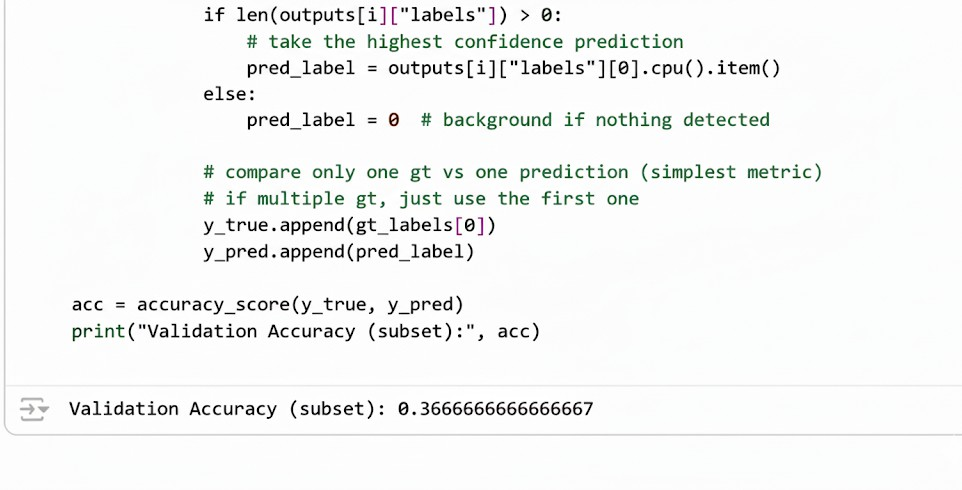 if len(outputs[i]["labels"]) > 0:
# take the highest confidence prediction
pred_label = outputs[i]["labels"][0].cpu().item()
else:
pred_label = 0  # background if nothing detected
# compare only one gt vs one prediction (simplest metric)
# if multiple gt, just use the first one
y_true.append(gt_labels[0])
y_pred.append(pred_label)
acc = accuracy_score(y_true, y_pred)
print("Validation Accuracy (subset):", acc)
Validation Accuracy (subset): 0.3666666666666667